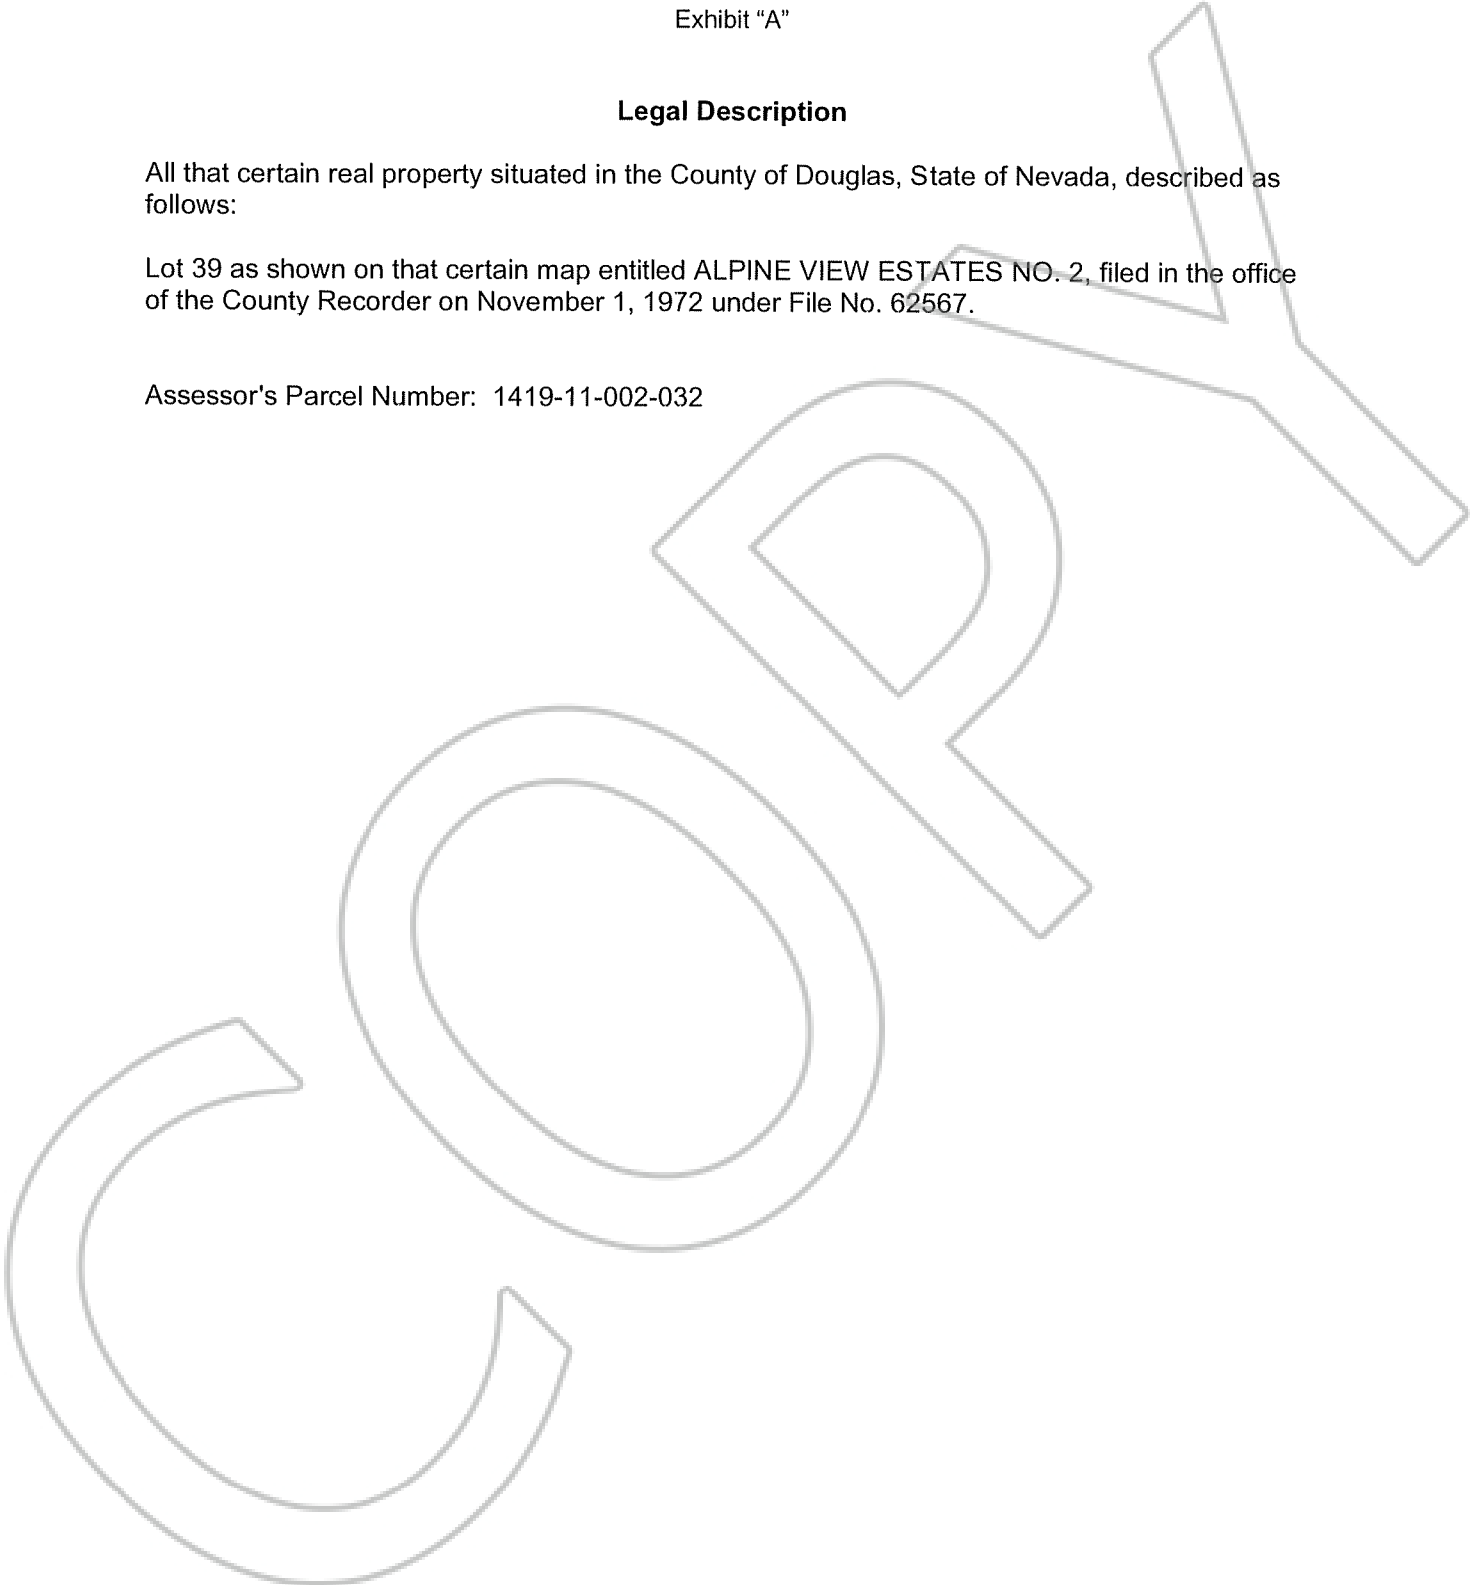 Exhibit “A”
Legal Description
All that certain real property situated in the County of Douglas, State of Nevada, described as
follows:
Lot 39 as shown on that certain map entitled ALPINE VIEW ESTATES NO. 2, filed in the office
of the County Recorder on November 1, 1972 under File No. 62567.
Assessor's Parcel Number:  1419-11-002-032
COPY